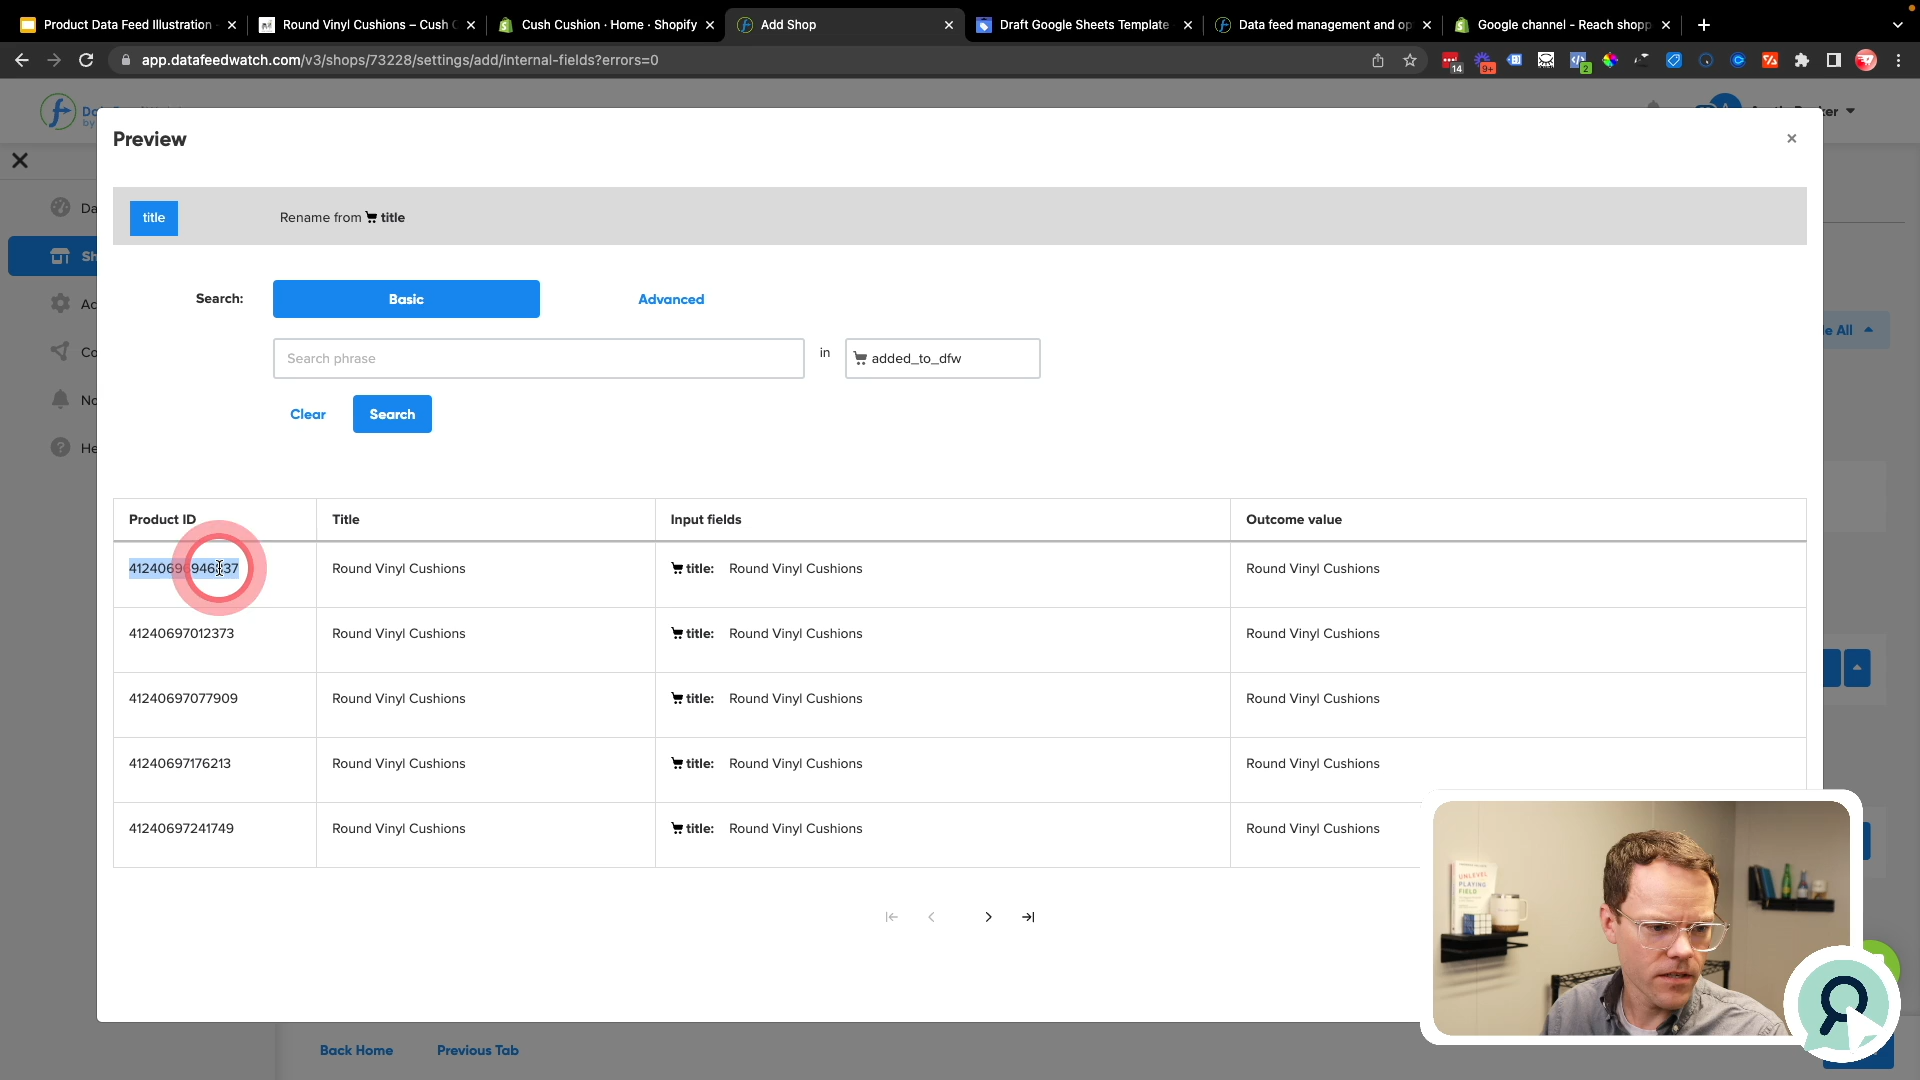 Product Data Feed Illustration
Round Vinyl Cushions – Cush C
Cush Cushion · Home · Shopify
Add Shop
Draft Google Sheets Template
Data feed management and op
Google channel - Reach shopp
app.datafeedwatch.com/v3/shops/73228/settings/add/internal-fields?errors=0
14
9+
2
Preview
title
Rename from title
Search:
Basic
Advanced
Search phrase
in
added_to_dfw
Clear
Search
Product ID
Title
Input fields
Outcome value
Round Vinyl Cushions
title: Round Vinyl Cushions
Round Vinyl Cushions
41240697012373
Round Vinyl Cushions
title: Round Vinyl Cushions
Round Vinyl Cushions
41240697077909
Round Vinyl Cushions
title: Round Vinyl Cushions
Round Vinyl Cushions
41240697176213
Round Vinyl Cushions
title: Round Vinyl Cushions
Round Vinyl Cushions
41240697241749
Round Vinyl Cushions
title: Round Vinyl Cushions
Round Vinyl Cushions
UNLEVEL
PLAYING
FIELD
Back Home
Previous Tab